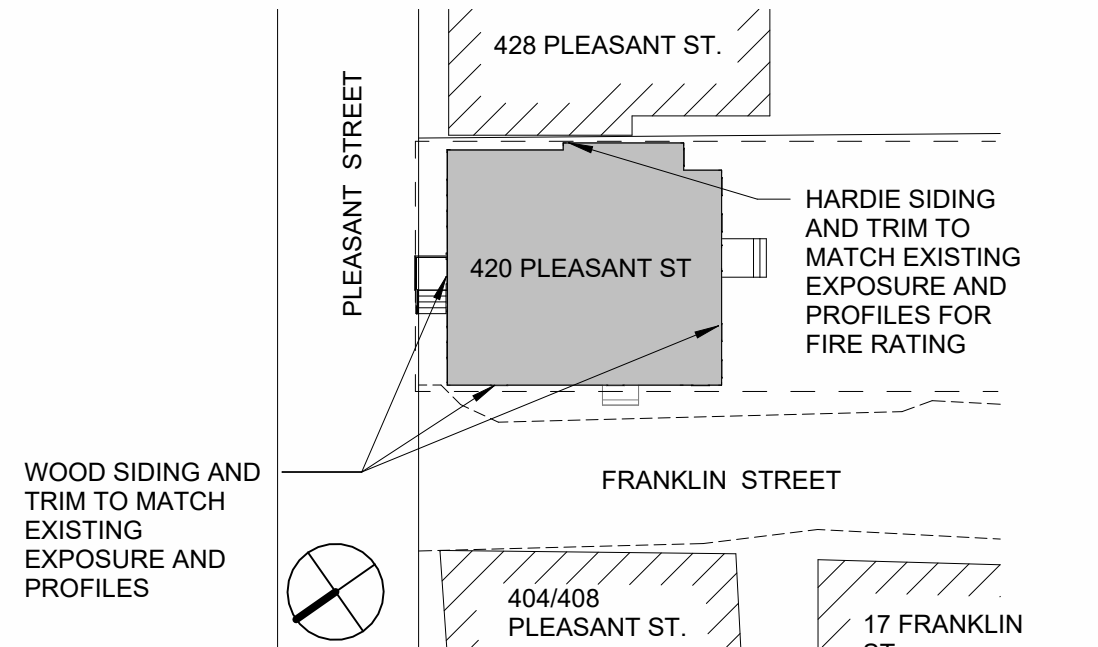 428 PLEASANT ST.
PLEASANT STREET
HARDIE SIDING
AND TRIM TO
MATCH EXISTING
EXPOSURE AND
PROFILES FOR
FIRE RATING
420 PLEASANT ST
WOOD SIDING AND
TRIM TO MATCH
EXISTING
EXPOSURE AND
PROFILES
FRANKLIN STREET
404/408
PLEASANT ST.
17 FRANKLIN